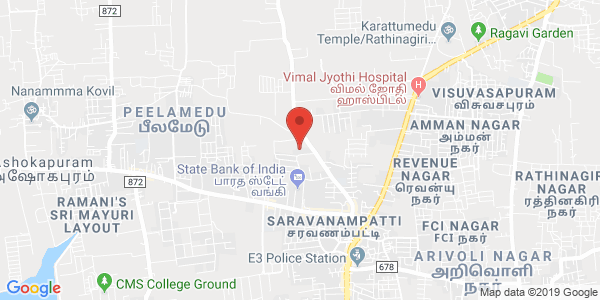 872
Karattumedu
Temple/Rathinagiri...
Ragavi Garden
Vimal Jyothi Hospital
விமல் ஜோதி
ஹாஸ்பிடல்
H
Nanammma Kovil
PEELAMEDU
பீலமேடு
VISUVASAPURAM
விசுவசபுரம்
AMMAN NAGAR
அம்மன்
நகர்
Ashokapuram
அஷோகபுரம்
872
State Bank of India
பாரத ஸ்டேட்
வங்கி
REVENUE
NAGAR
ரெவன்யு
நகர்
RATHINAGIRI
NAGAR
ரத்தினகிரி
நகர்
RAMANI'S
SRI MAYURI
LAYOUT
SARAVANAMPATTI
சரவணம்பட்டி
FCI NAGAR
FCI நகர்
E3 Police Station
ARIVOLI NAGAR
அறிவொளி
நகர்
678
CMS College Ground
Google
Map data ©2019 Google